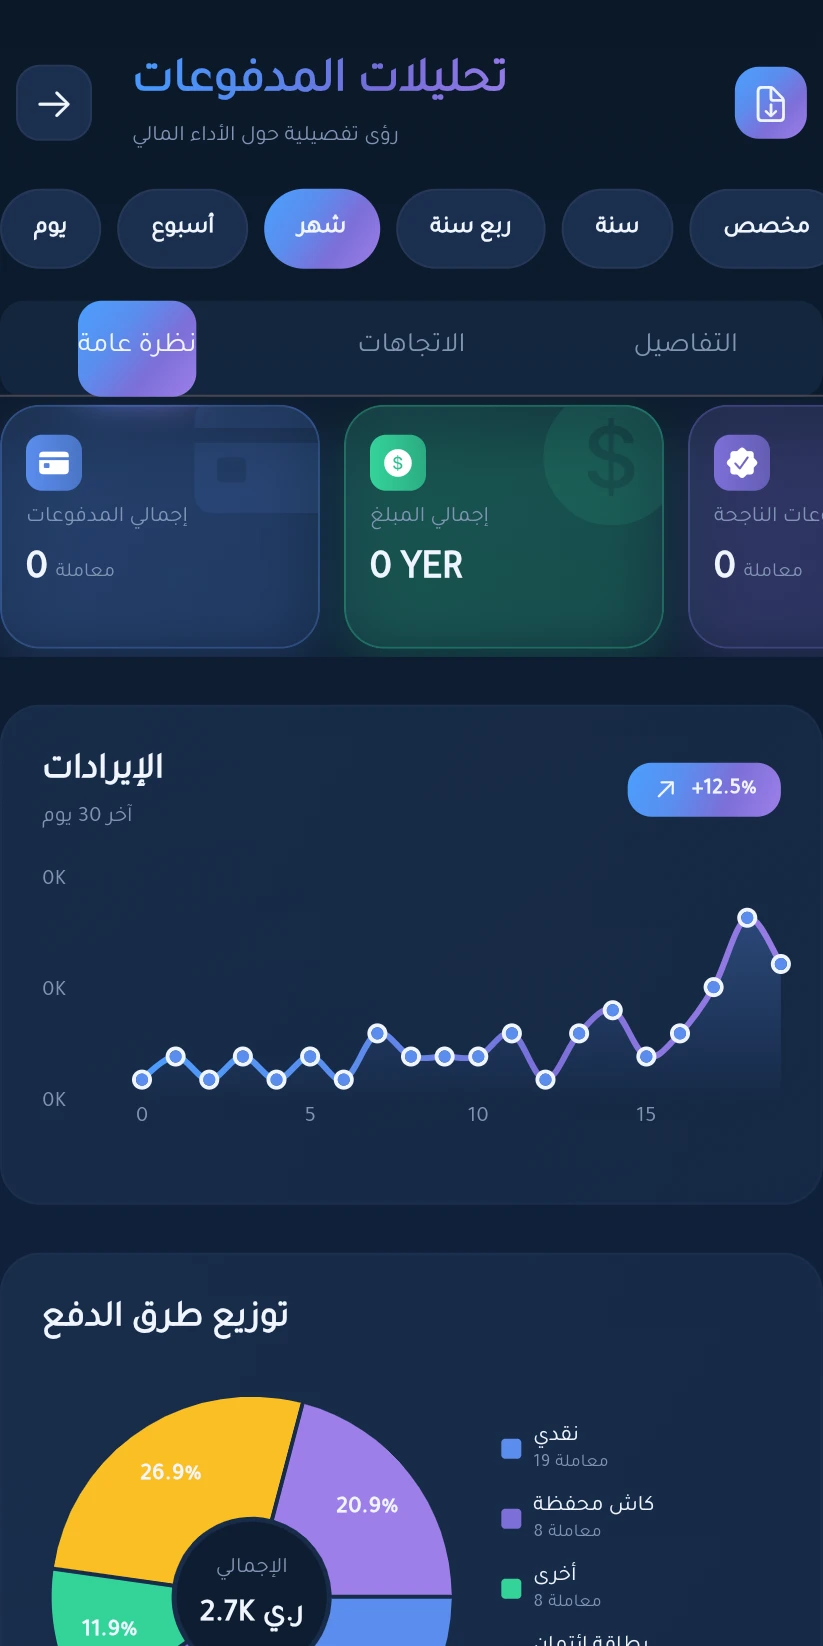 تحليلات المدفوعات
رؤى تفصيلية حول الأداء المالي
يوم
أسبوع
شهر
ربع سنة
سنة
مخصص
نظرة عامة
الاتجاهات
التفاصيل
إجمالي المدفوعات
0 معاملة
$
$
إجمالي المبلغ
0 YER
الناجحة
0 معاملة
الإيرادات
آخر 30 يوم
+12.5%
0K
0K
0K
0
5
10
15
توزيع طرق الدفع
26.9%
20.9%
11.9%
الإجمالي
2.7K ر.ي
نقدي
19 معاملة
كاش محفظة
8 معاملة
أخرى
8 معاملة
بطاقة ائتمان